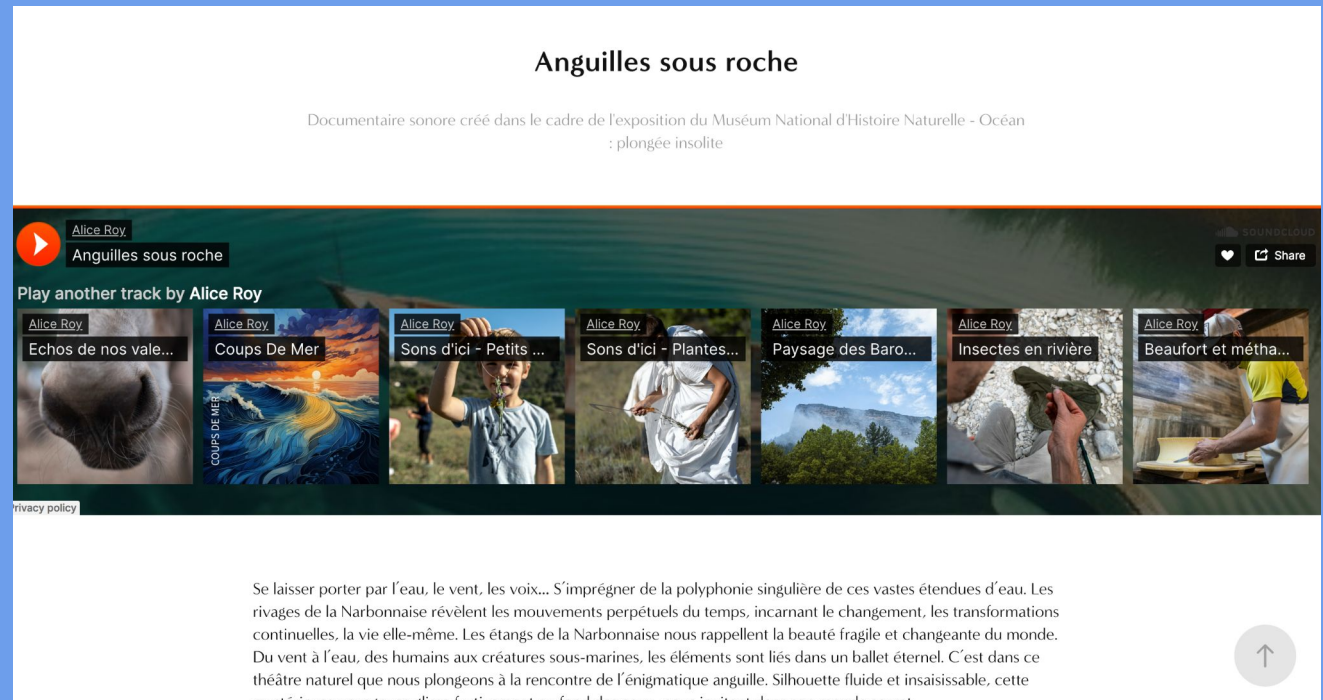 Anguilles sous roche
Documentaire sonore créé dans le cadre de l'exposition du Muséum National d'Histoire Naturelle - Océan
: plongée insolite
Alice Roy
Anguilles sous roche
SOUNDCLOUD
Share
Play another track by Alice Roy
Alice Roy
Echos de nos vale...
Alice Roy
Coups De Mer
COUPS DE MER
Alice Roy
Sons d'ici - Petits ...
Alice Roy
Sons d'ici - Plantes...
Alice Roy
Paysage des Baro...
Alice Roy
Insectes en rivière
Alice Roy
Beaufort et métha...
rivacy policy
Se laisser porter par l´eau, le vent, les voix... S´imprégner de la polyphonie singulière de ces vastes étendues d´eau. Les
rivages de la Narbonnaise révèlent les mouvements perpétuels du temps, incarnant le changement, les transformations
continuelles, la vie elle-même. Les étangs de la Narbonnaise nous rappellent la beauté fragile et changeante du monde.
Du vent à l´eau, des humains aux créatures sous-marines, les éléments sont liés dans un ballet éternel. C´est dans ce
théâtre naturel que nous plongeons à la rencontre de l´énigmatique anguille. Silhouette fluide et insaisissable, cette